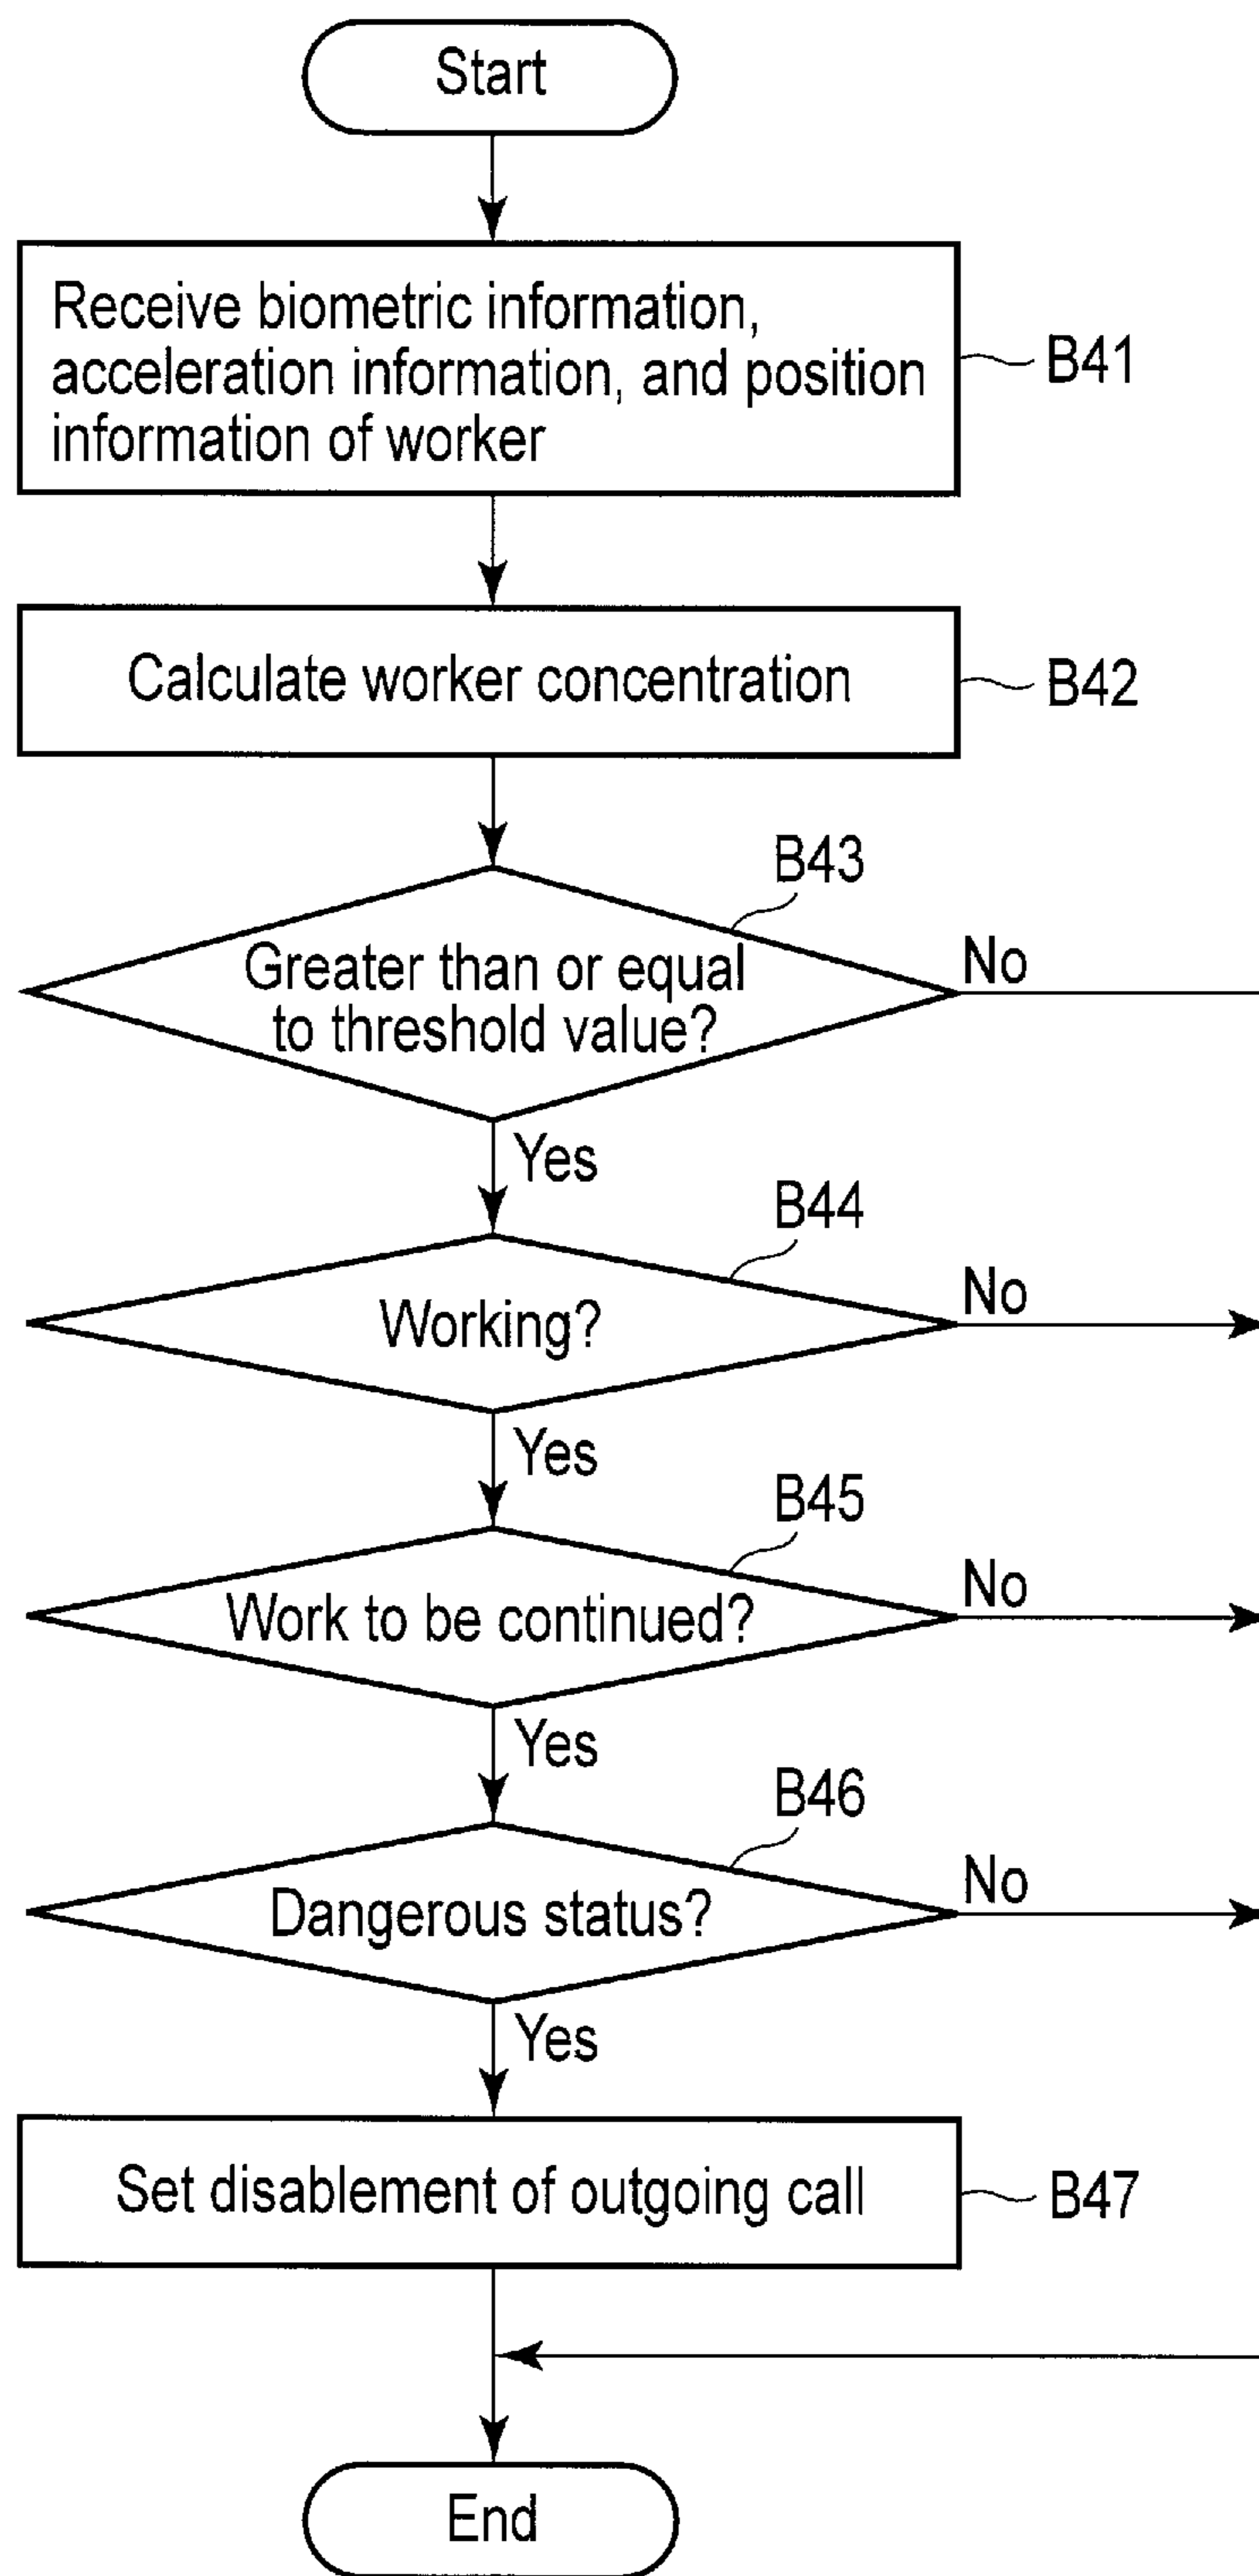 Start
Receive biometric information,
acceleration information, and position
information of worker
B41
Calculate worker concentration
B42
B43
Greater than or equal
to threshold value?
No
Yes
B44
Working?
No
Yes
B45
Work to be continued?
No
Yes
B46
Dangerous status?
No
Yes
Set disablement of outgoing call
B47
End